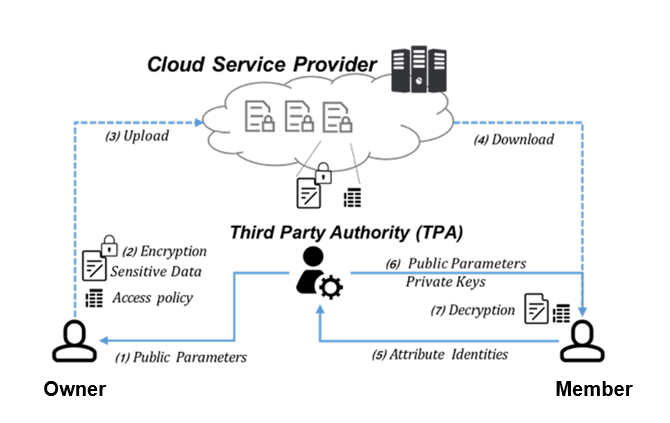 Cloud Service Provider
(3) Upload
(4) Download
Third Party Authority (TPA)
(2) Encryption
Sensitive Data
Access policy
(6) Public Parameters
Private Keys
(7) Decryption
(1) Public Parameters
(5) Attribute Identities
Owner
Member